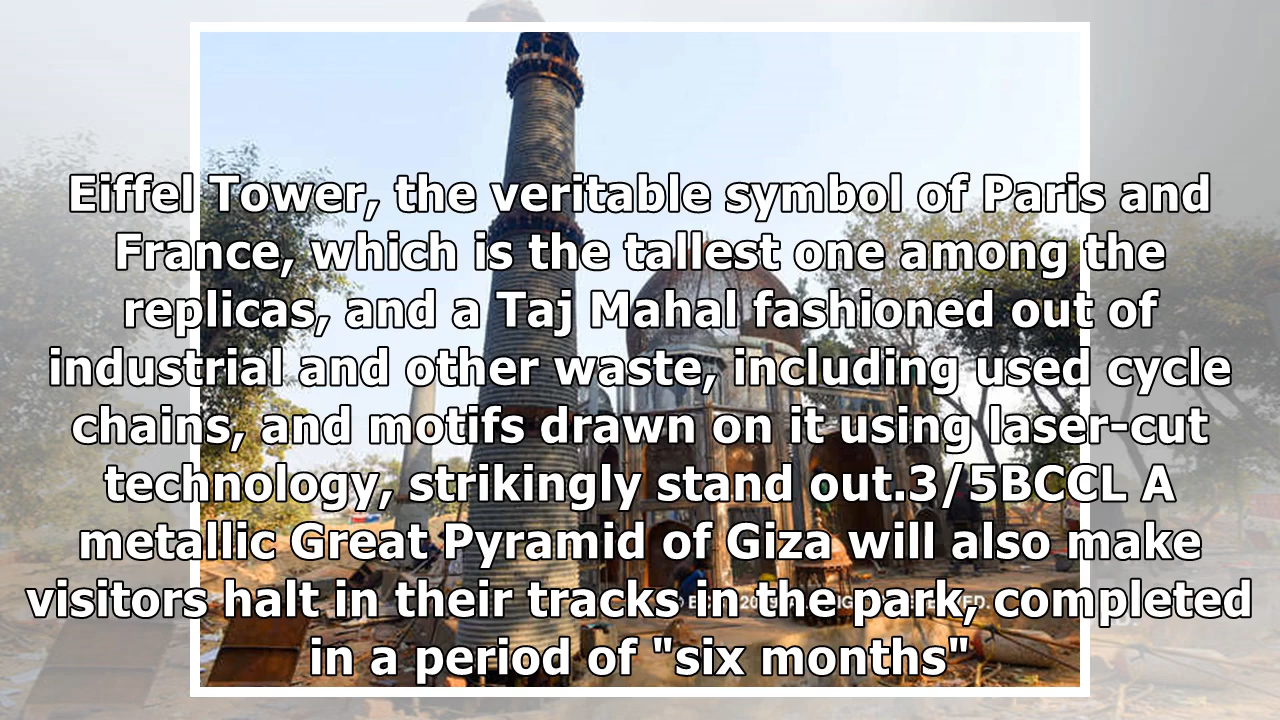 Eiffel Tower, the veritable symbol of Paris and
France, which is the tallest one among the
replicas, and a Taj Mahal fashioned out of
industrial and other waste, including used cycle
chains, and motifs drawn on it using laser-cut
technology, strikingly stand out.3/5BCCL A
metallic Great Pyramid of Giza will also make
visitors halt in their tracks in the park, completed
in a period of "six months"